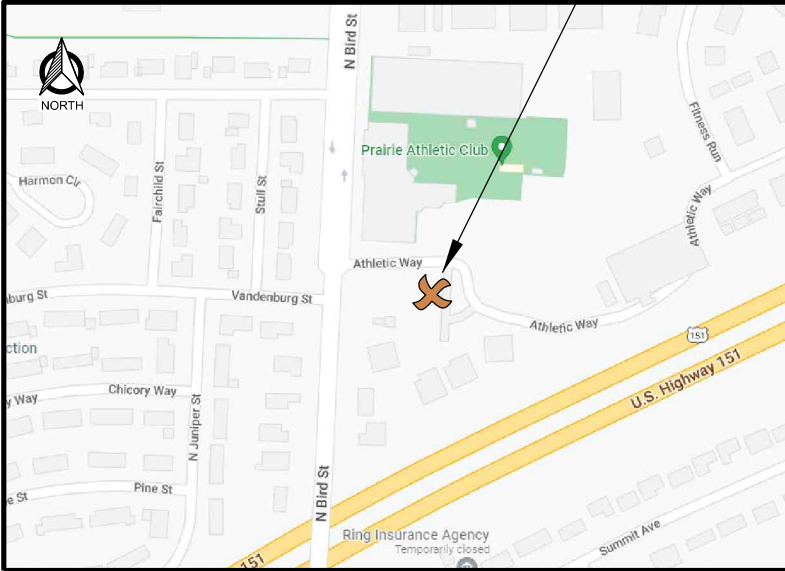 N Bird St
NORTH
Prairie Athletic Club
Fitness Run
Harmon Cir
Fairchild St
Stull St
Athletic Way
Athletic Way
nburg St
Vandenburg St
Athletic Way
151
ction
U.S. Highway 151
y Way
Chicory Way
N Juniper St
Pine St
e St
N Bird St
Ring Insurance Agency
Temporarily closed
Summit Ave
151